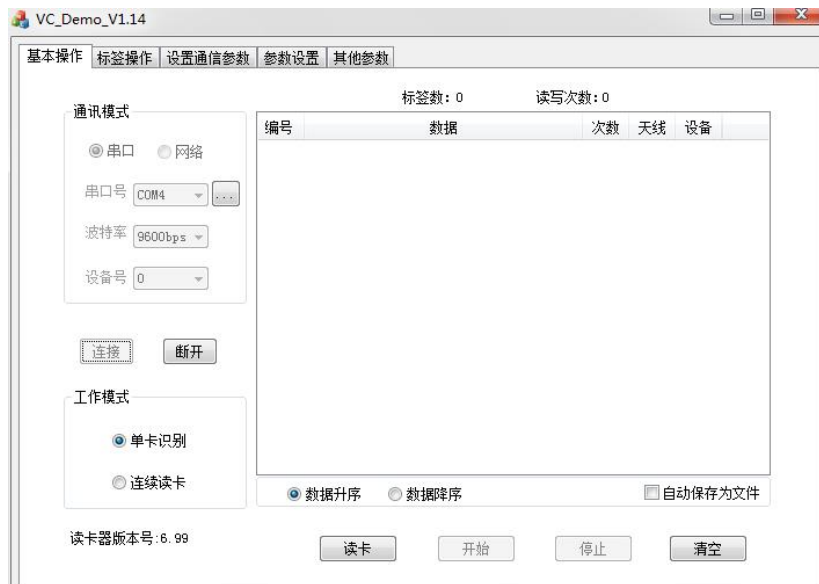 VC_Demo_V1.14
基本操作 标签操作 设置通信参数 参数设置 其他参数
标签数: 0 读写次数:0
通讯模式
编号 数据 次数 天线 设备
串口 网络
串口号 COM4 ...
波特率 9600bps
设备号 0
连接 断开
工作模式
单卡识别
连续读卡
数据升序 数据降序 自动保存为文件
读卡器版本号:6.99
读卡 开始 停止 清空